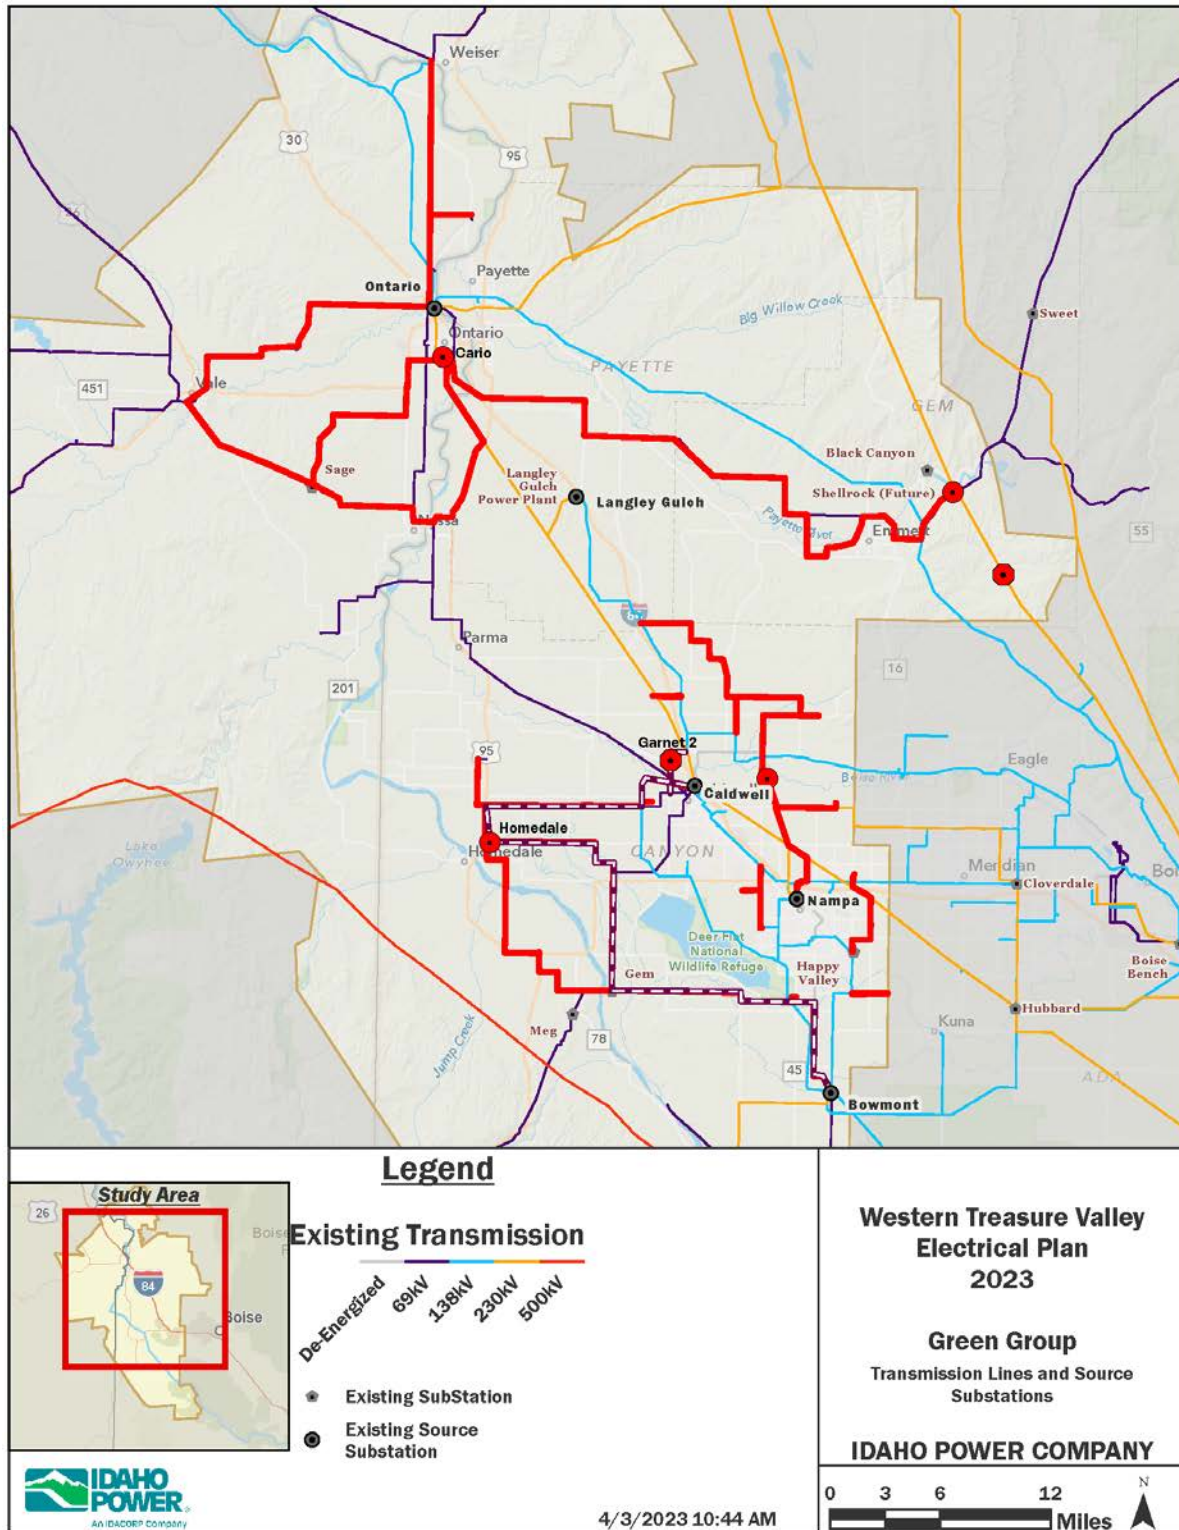 Weiser
30
95
26
Payette
Ontario
Big Willow Creek
Sweet
Ontario
Cario
PAYETTE
451
Vale
GEM
Black Canyon
Sage
Langley
Gulch
Power Plant
Langley Gulch
Shellrock (Future)
Payette River
Emmett
Nyssa
55
Parma
16
201
95
Garnet 2
Eagle
Boise River
Caldwell
Lake
Owyhee
Homedale
Homedale
CANYON
Meridian
Cloverdale
Nampa
Deer Flat
National
Wildlife Refuge
Happy
Valley
Boise
Bench
Gem
Hubbard
Meg
Kuna
78
Jump Creek
45
ADA
Bowmont
Legend
Study Area
26
84
Boise
Existing Transmission
De-Energized
69kV
138kV
230kV
500kV
Existing SubStation
Existing Source
Substation
Western Treasure Valley
Electrical Plan
2023
Green Group
Transmission Lines and Source
Substations
IDAHO POWER COMPANY
0 3 6 12
Miles
N
IDAHO
POWER
An IDACORP Company
4/3/2023 10:44 AM